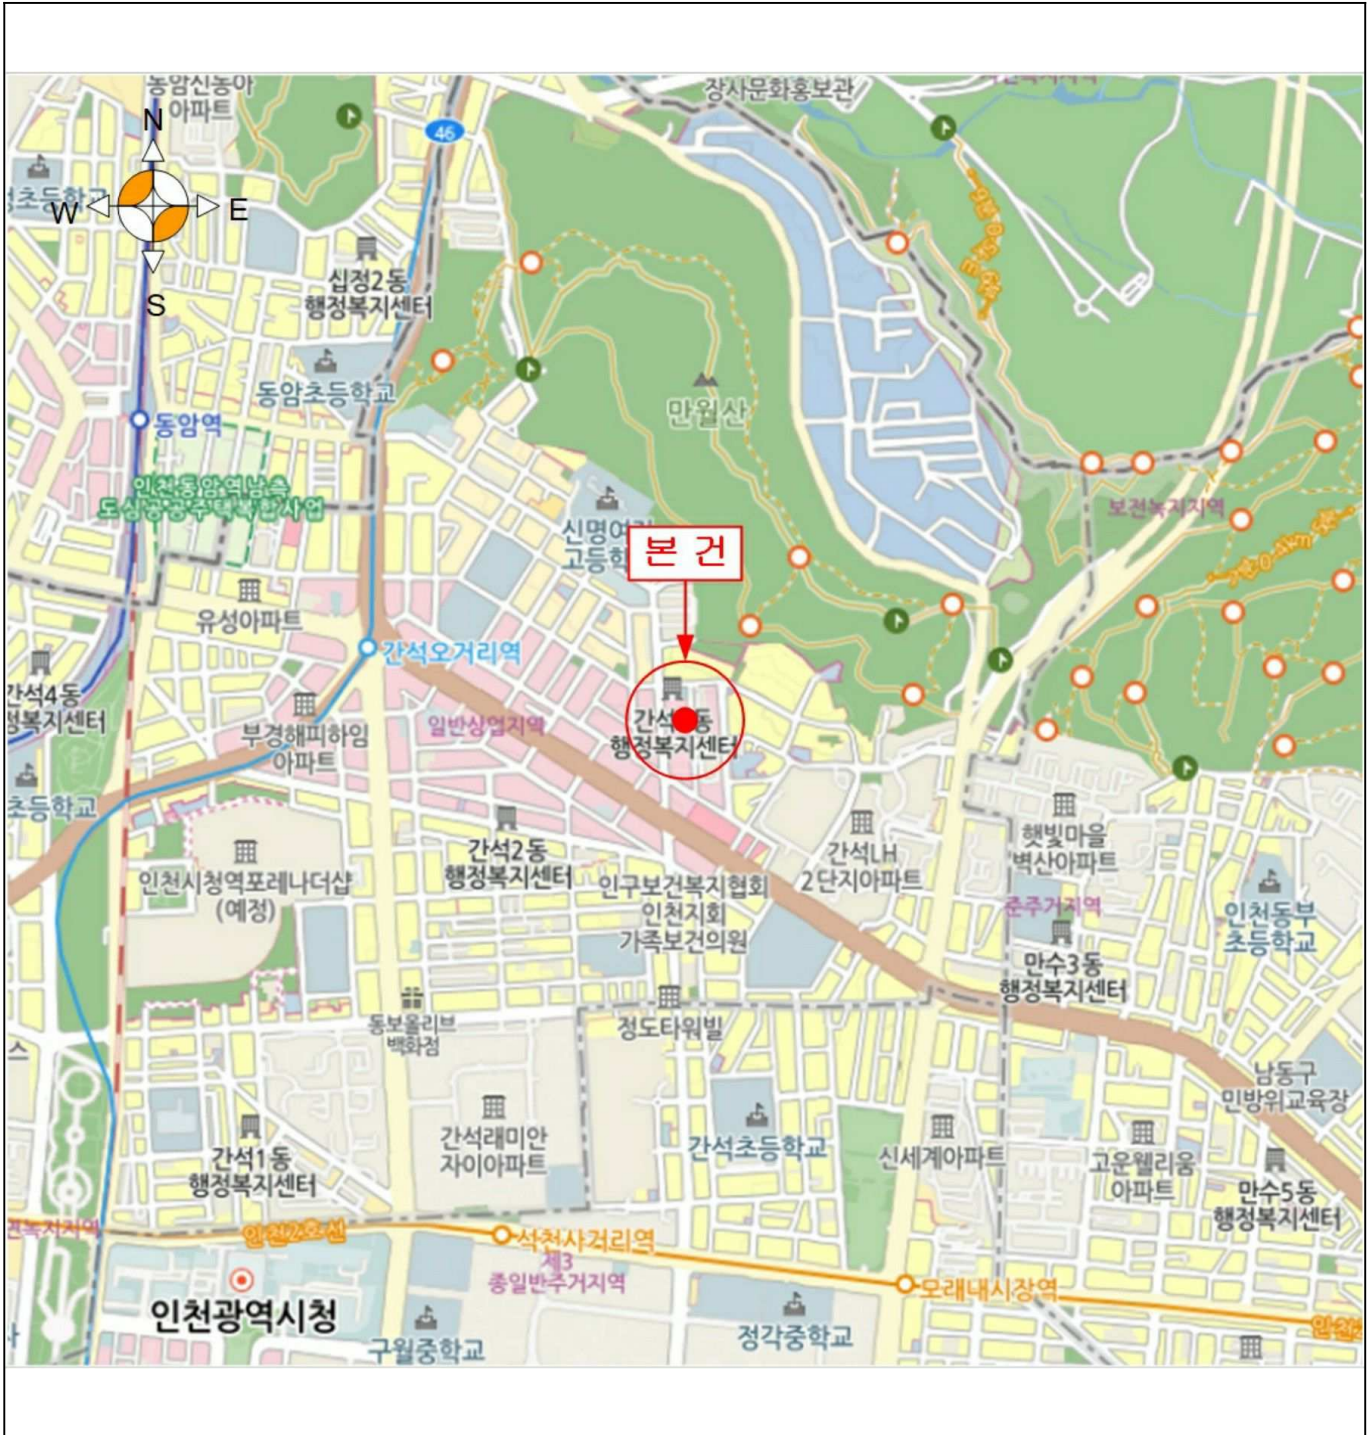 동암신동아
아파트
장사문화홍보관
N
46
W
E
S
십정2동
행정복지센터
동암초등학교
동암역
만월산
인천동암역남측
도심공공주택복합사업
보전녹지지역
신명여
고등학
본 건
유성아파트
간석오거리역
간석4동
정복지센터
부경해피하임
아파트
일반상업지역
간석
동
행정복지센터
초등학교
간석2동
행정복지센터
간석LH
2단지아파트
햇빛마을
벽산아파트
인천시청역포레나더샵
(예정)
인구보건복지협회
인천지회
가족보건의원
준주거지역
인천동부
초등학교
만수3동
행정복지센터
동보올리브
백화점
정도타워빌
스
남동구
민방위교육장
간석1동
행정복지센터
간석래미안
자이아파트
간석초등학교
신세계아파트
고운웰리움
아파트
만수5동
행정복지센터
녹지지역
인천2호선
석천사거리역
제3
종일반주거지역
모래내시장역
인천
인천광역시청
구월중학교
정각중학교